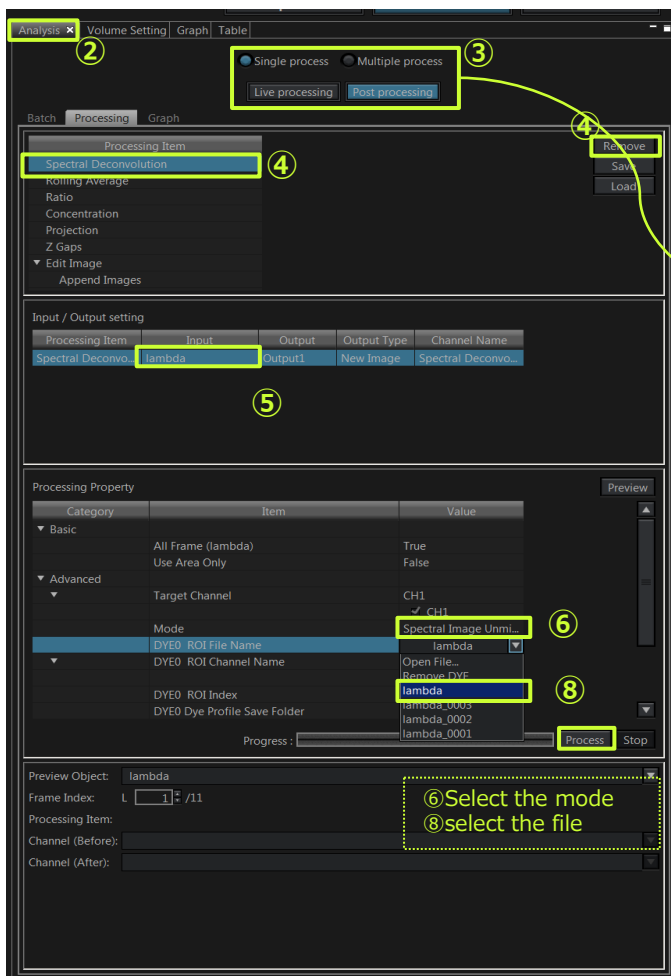 Analysis × Volume Setting Graph Table
②
③
Single process Multiple process
Live processing Post processing
Batch Processing Graph
④
Processing Item
Remove
Spectral Deconvolution
④
Save
Rolling Average
Load
Ratio
Concentration
Projection
Z Gaps
Edit Image
Append Images
Input / Output setting
Processing Item Input Output Output Type Channel Name
Spectral Deconvo... lambda Output1 New Image Spectral Deconvo...
⑤
Processing Property
Preview
Category Item Value
Basic
All Frame (lambda) True
Use Area Only False
Advanced
Target Channel CH1
CH1
Mode Spectral Image Unmi...
⑥
DYE0 ROI File Name lambda
DYE0 ROI Channel Name Open File...
Remove DYE
DYE0 ROI Index lambda
⑧
DYE0 Dye Profile Save Folder lambda_0003
lambda_0002
lambda_0001
Progress : Process Stop
Preview Object: lambda
Frame Index: L 1 /11
⑥Select the mode
Processing Item:
⑧select the file
Channel (Before):
Channel (After):